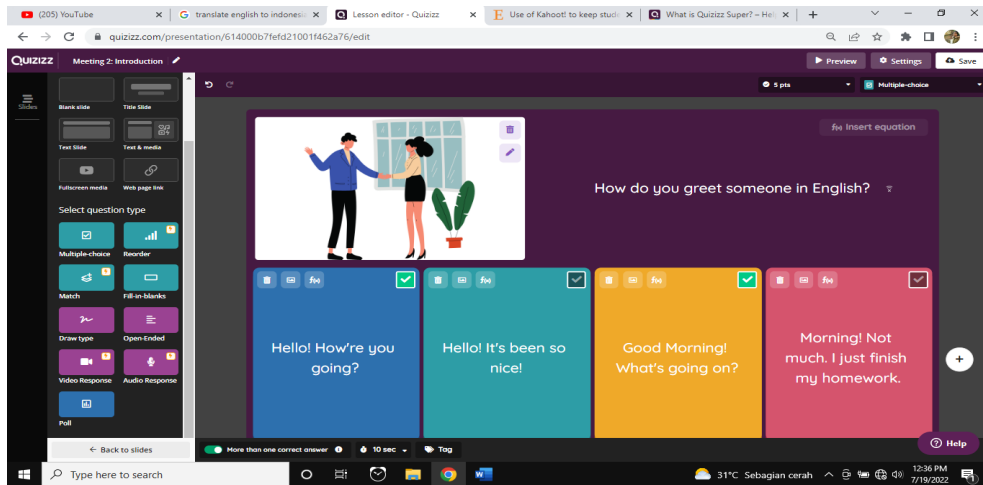 (205) YouTube
translate english to indonesia
Lesson editor - Quizizz
Use of Kahoot! to keep stude
What is Quizizz Super? – Hel
quizizz.com/presentation/614000b7fefd21001f462a76/edit
QUIZIZZ
Meeting 2: Introduction
Preview
Settings
Save
Slides
Blank slide
Title Slide
Text Slide
Text & media
Fullscreen media
Web page link
Select question type
Multiple-choice
Reorder
Match
Fill-in-blanks
Draw type
Open-Ended
Video Response
Audio Response
Poll
Back to slides
5 pts
Multiple-choice
f(x) Insert equation
How do you greet someone in English?
f(x)
f(x)
f(x)
f(x)
Hello! How're you
going?
Hello! It's been so
nice!
Good Morning!
What's going on?
Morning! Not
much. I just finish
my homework.
More than one correct answer
10 sec
Tag
Help
Type here to search
31°C Sebagian cerah
12:36 PM
7/19/2022